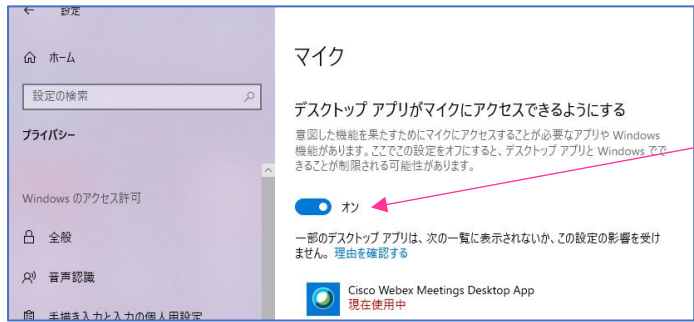 ← 設定
ホーム
設定の検索
プライバシー
Windows のアクセス許可
全般
音声認識
手書き入力と入力の個人用設定
マイク
デスクトップ アプリがマイクにアクセスできるようにする
意図した機能を果たすためにマイクにアクセスすることが必要なアプリや Windows
機能があります。ここでこの設定をオフにすると、デスクトップ アプリと Windows でで
きることが制限される可能性があります。
オン
一部のデスクトップ アプリは、次の一覧に表示されないか、この設定の影響を受け
ません。 理由を確認する
Cisco Webex Meetings Desktop App
現在使用中